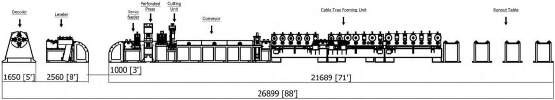 Decoiler
Leveler
Servo
Feeder
Perforated
Press
Cutting
Unit
Conveyor
Cable Tray Forming Unit
Runout Table
1650 [5']
2560 [8']
1000 [3']
21689 [71']
26899 [88']